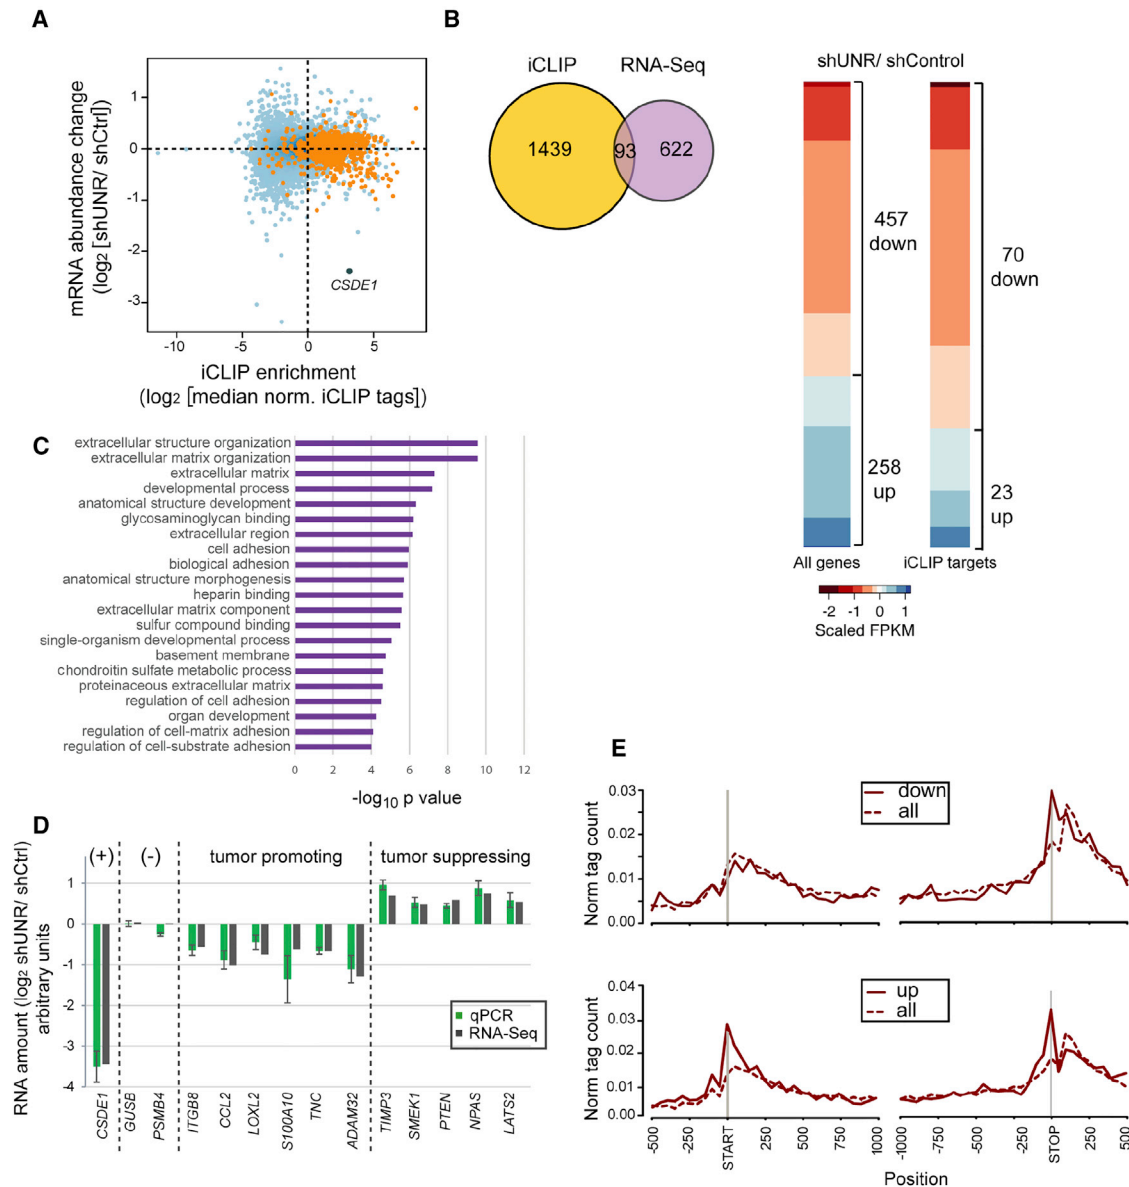 A
mRNA abundance change
(log2 [shUNR/ shCtrl])
1
0
-1
-2
-3
CSDE1
-10
-5
0
5
iCLIP enrichment
(log2 [median norm. iCLIP tags])
B
iCLIP
RNA-Seq
1439
93
622
shUNR/ shControl
457
down
258
up
70
down
23
up
All genes
iCLIP targets
-2
-1
0
1
Scaled FPKM
C
extracellular structure organization
extracellular matrix organization
extracellular matrix
developmental process
anatomical structure development
glycosaminoglycan binding
extracellular region
cell adhesion
biological adhesion
anatomical structure morphogenesis
heparin binding
extracellular matrix component
sulfur compound binding
single-organism developmental process
basement membrane
chondroitin sulfate metabolic process
proteinaceous extracellular matrix
regulation of cell adhesion
organ development
regulation of cell-matrix adhesion
regulation of cell-substrate adhesion
0
2
4
6
8
10
12
-log10 p value
D
RNA amount (log2 shUNR/ shCtrl)
arbitrary units
(+)
(-)
tumor promoting
tumor suppressing
1
0
-1
-2
-3
-4
qPCR
RNA-Seq
CSDE1
GUSB
PSMB4
ITGB8
CCL2
LOXL2
S100A10
TNC
ADAM32
TIMP3
SMEK1
PTEN
NPAS
LATS2
E
Norm tag count
0.03
0.02
0.01
0.00
down
all
Norm tag count
0.04
0.03
0.02
0.01
0.00
up
all
-500
-250
START
250
500
750
1000
-1000
-750
-500
-250
STOP
250
500
Position